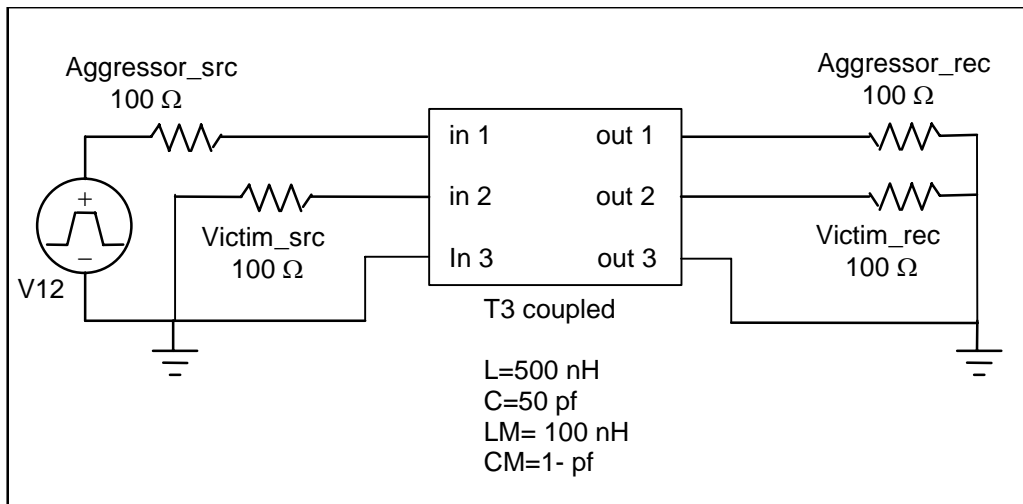 Aggressor_src
100 Ω
Aggressor_rec
100 Ω
in 1
out 1
in 2
out 2
+
Victim_src
100 Ω
Victim_rec
100 Ω
In 3
out 3
−
V12
T3 coupled
L=500 nH
C=50 pf
LM= 100 nH
CM=1- pf